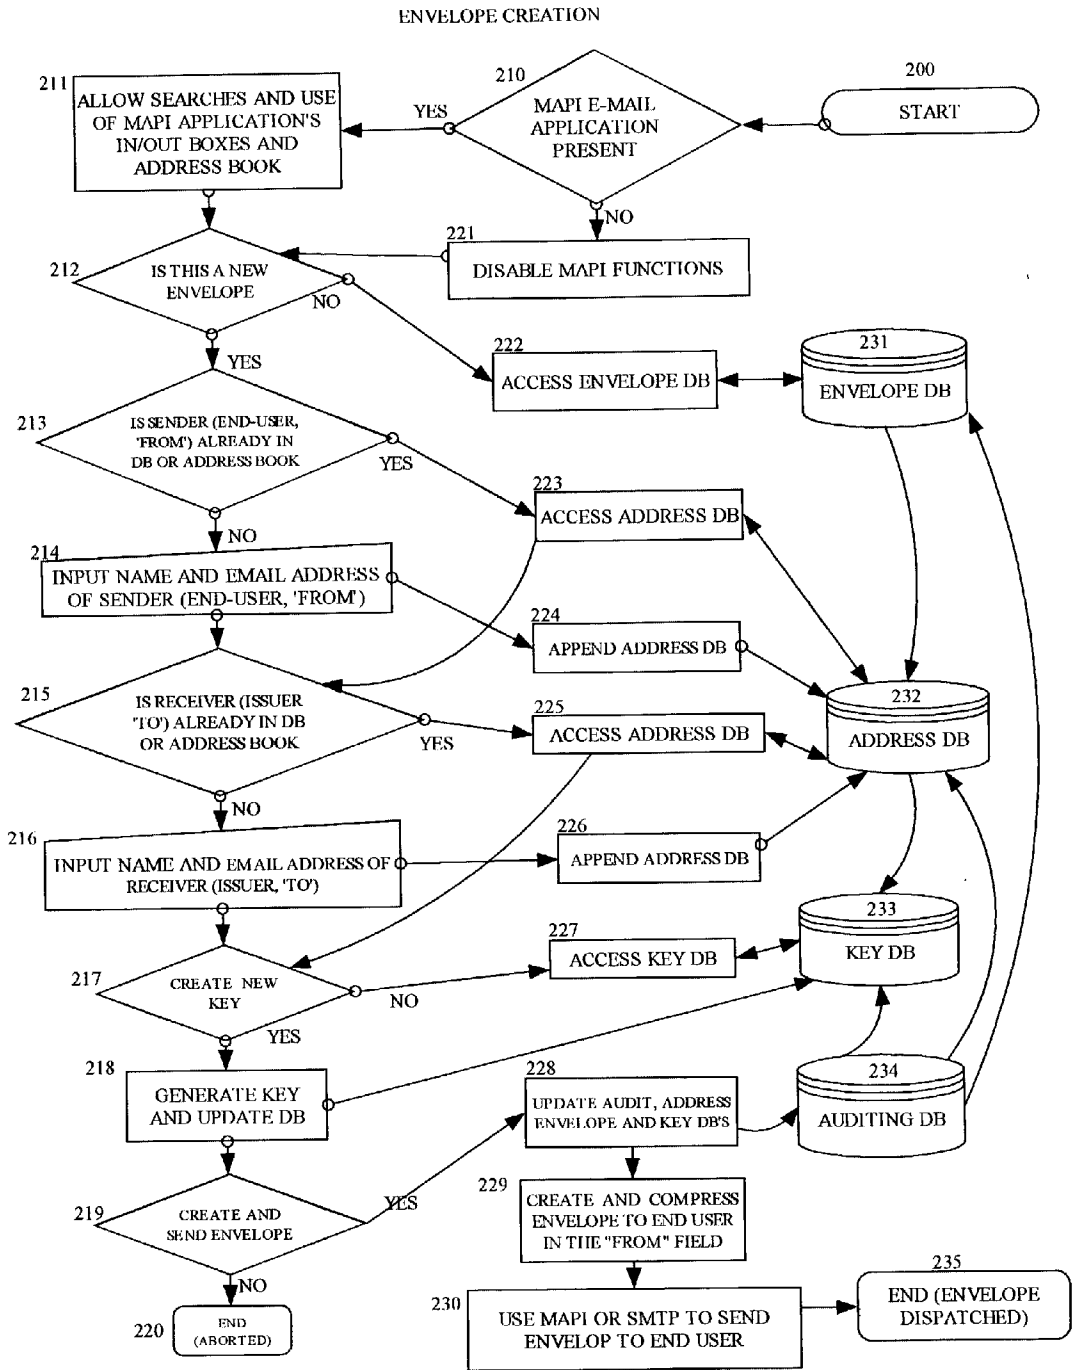 ENVELOPE CREATION
200
START
210
MAPI E-MAIL
APPLICATION
PRESENT
YES
NO
211
ALLOW SEARCHES AND USE
OF MAPI APPLICATION'S
IN/OUT BOXES AND
ADDRESS BOOK
221
DISABLE MAPI FUNCTIONS
212
IS THIS A NEW
ENVELOPE
NO
YES
222
ACCESS ENVELOPE DB
231
ENVELOPE DB
213
IS SENDER (END-USER,
'FROM') ALREADY IN
DB OR ADDRESS BOOK
YES
NO
223
ACCESS ADDRESS DB
214
INPUT NAME AND EMAIL ADDRESS
OF SENDER (END-USER, 'FROM')
224
APPEND ADDRESS DB
232
ADDRESS DB
215
IS RECEIVER (ISSUER
'TO') ALREADY IN DB
OR ADDRESS BOOK
YES
NO
225
ACCESS ADDRESS DB
216
INPUT NAME AND EMAIL ADDRESS OF
RECEIVER (ISSUER, 'TO')
226
APPEND ADDRESS DB
233
KEY DB
217
CREATE NEW
KEY
NO
YES
227
ACCESS KEY DB
218
GENERATE KEY
AND UPDATE DB
228
UPDATE AUDIT, ADDRESS
ENVELOPE AND KEY DB'S
234
AUDITING DB
219
CREATE AND
SEND ENVELOPE
YES
NO
229
CREATE AND COMPRESS
ENVELOPE TO END USER
IN THE "FROM" FIELD
220
END
(ABORTED)
230
USE MAPI OR SMTP TO SEND
ENVELOP TO END USER
235
END (ENVELOPE
DISPATCHED)